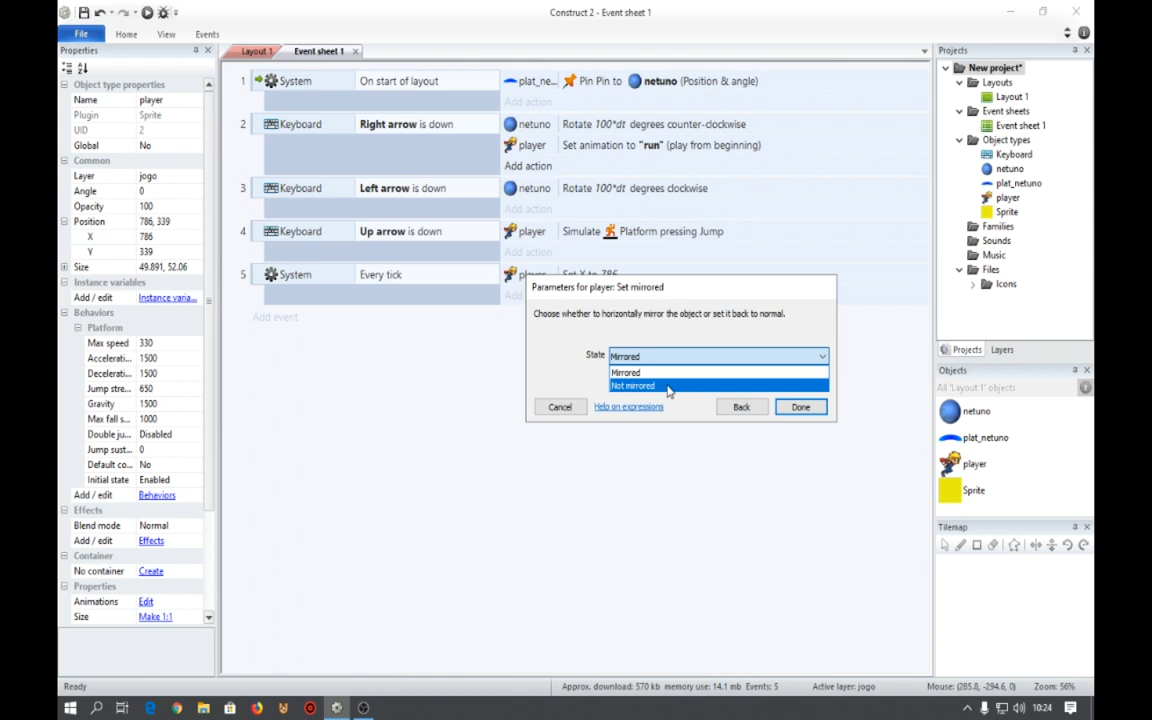 Construct 2 - Event sheet 1
File
Home
View
Events
Properties
Object type properties
Name player
Plugin Sprite
UID 2
Global No
Common
Layer jogo
Angle 0
Opacity 100
Position 786, 339
X 786
Y 339
Size 49.891, 52.06
Instance variables
Add / edit Instance varia...
Behaviors
Platform
Max speed 330
Accelerati... 1500
Decelerati... 1500
Jump stre... 650
Gravity 1500
Max fall s... 1000
Double ju... Disabled
Jump sust... 0
Default co... No
Initial state Enabled
Add / edit Behaviors
Effects
Blend mode Normal
Add / edit Effects
Container
No container Create
Properties
Animations Edit
Size Make 1:1
Layout 1
Event sheet 1
1 System On start of layout plat_ne... Pin Pin to netuno (Position & angle)
Add action
2 Keyboard Right arrow is down netuno Rotate 100*dt degrees counter-clockwise
player Set animation to "run" (play from beginning)
Add action
3 Keyboard Left arrow is down netuno Rotate 100*dt degrees clockwise
Add action
4 Keyboard Up arrow is down player Simulate Platform pressing Jump
Add action
5 System Every tick player Set X to 786
Add event
Parameters for player: Set mirrored
Choose whether to horizontally mirror the object or set it back to normal.
State Mirrored
Mirrored
Not mirrored
Cancel
Help on expressions
Back
Done
Projects
New project*
Layouts
Layout 1
Event sheets
Event sheet 1
Object types
Keyboard
netuno
plat_netuno
player
Sprite
Families
Sounds
Music
Files
Icons
Projects
Layers
Objects
All 'Layout 1' objects
netuno
plat_netuno
player
Sprite
Tilemap
Ready
Approx. download: 570 kb memory use: 14.1 mb Events: 5
Active layer: jogo
Mouse: (285.8, -294.6, 0)
Zoom: 56%
10:24